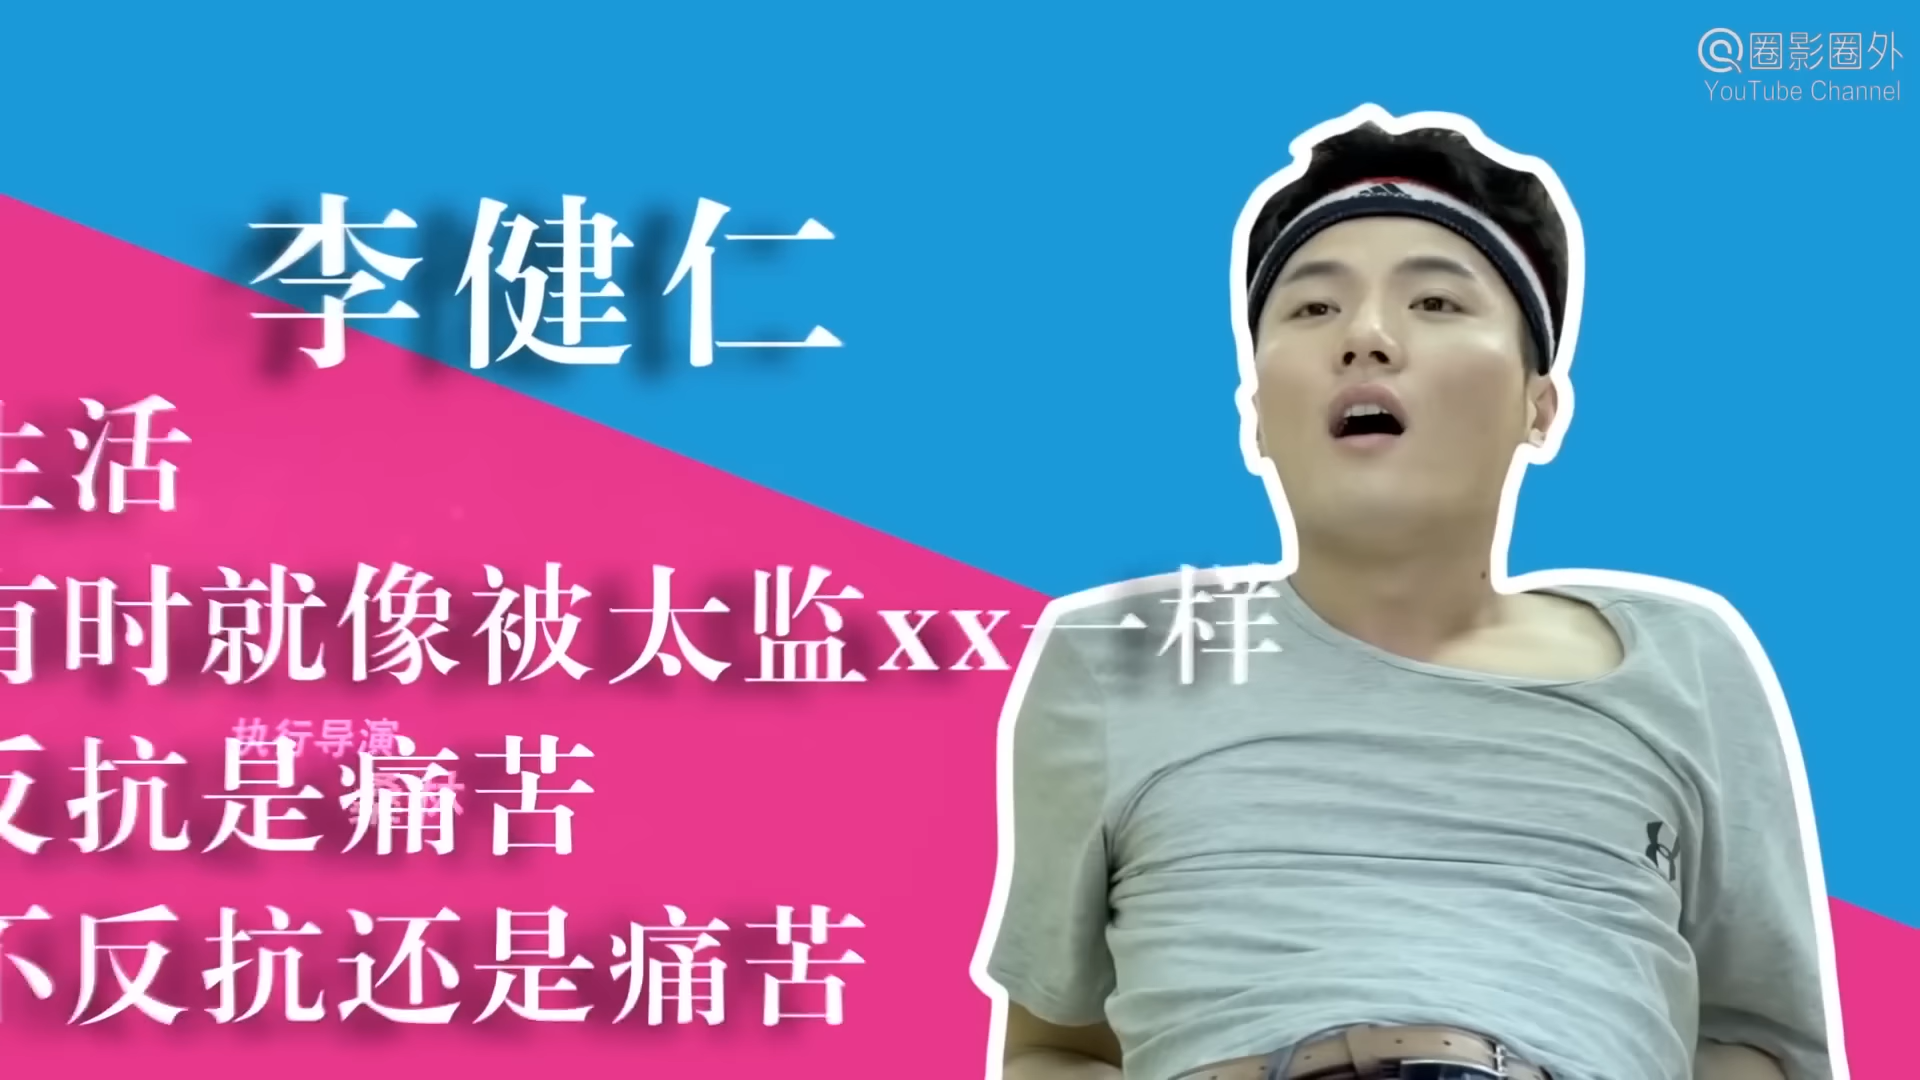 圈影圈外
YouTube Channel
李健仁
生活
有时就像被太监xx一样
执行导演
反抗是痛苦
不反抗还是痛苦